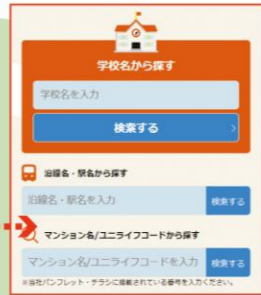 学校名から探す
学校名を入力
検索する
沿線名・駅名から探す
沿線名・駅名を入力
検索する
マンション名/ユニライフコードから探す
マンション名/ユニライフコードを入力
検索する
※当社パンフレット・チラシに掲載されている番号を入力ください。